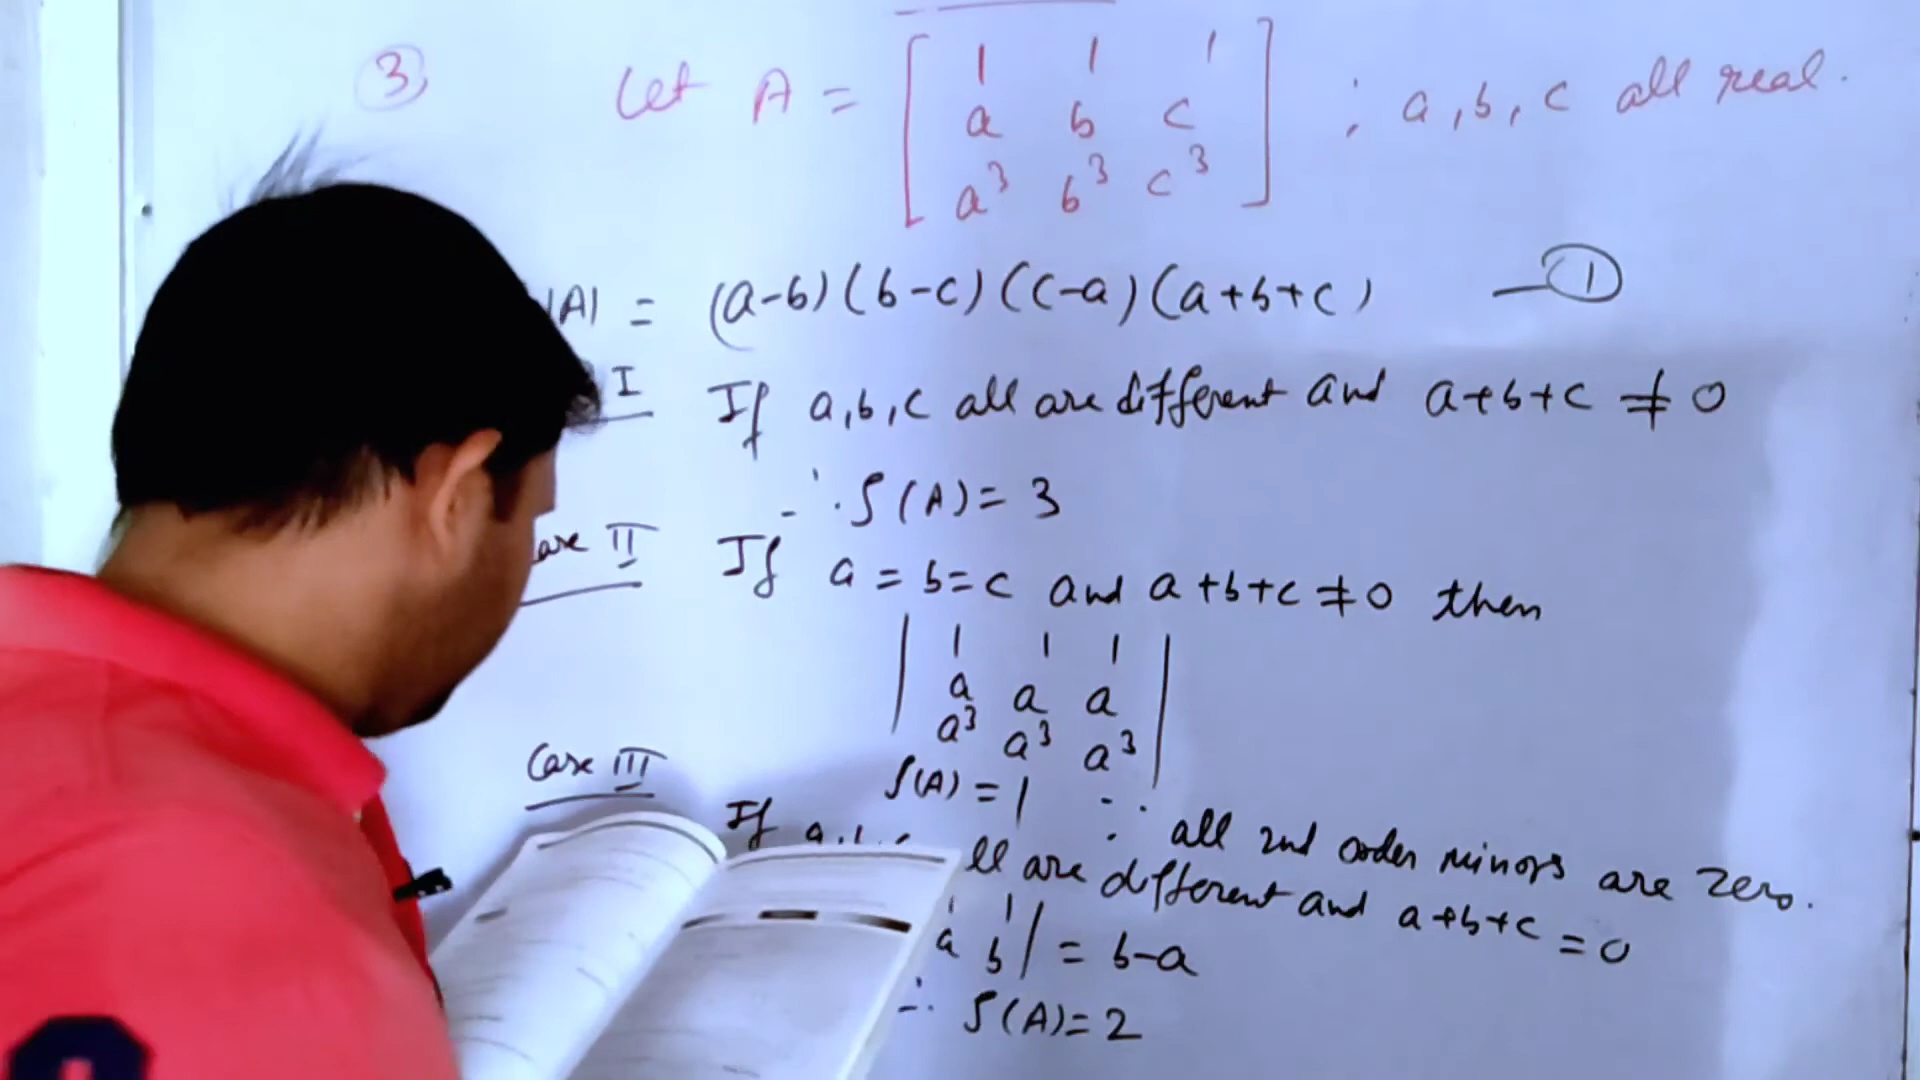 ③ Let A = [ 1 1 1 ; a, b, c all real.
a b c
a³ b³ c³ ]
|A| = (a-b)(b-c)(c-a)(a+b+c) —①
I If a,b,c all are different and a+b+c ≠ 0
∴ ρ(A) = 3
II If a = b = c and a+b+c ≠ 0 then
| 1 1 1 |
| a a a |
| a³ a³ a³ |
ρ(A) = 1 ∵ all 2nd order minors are zero.
Case III If are different and a+b+c = 0
a b | = b-a
∴ ρ(A) = 2